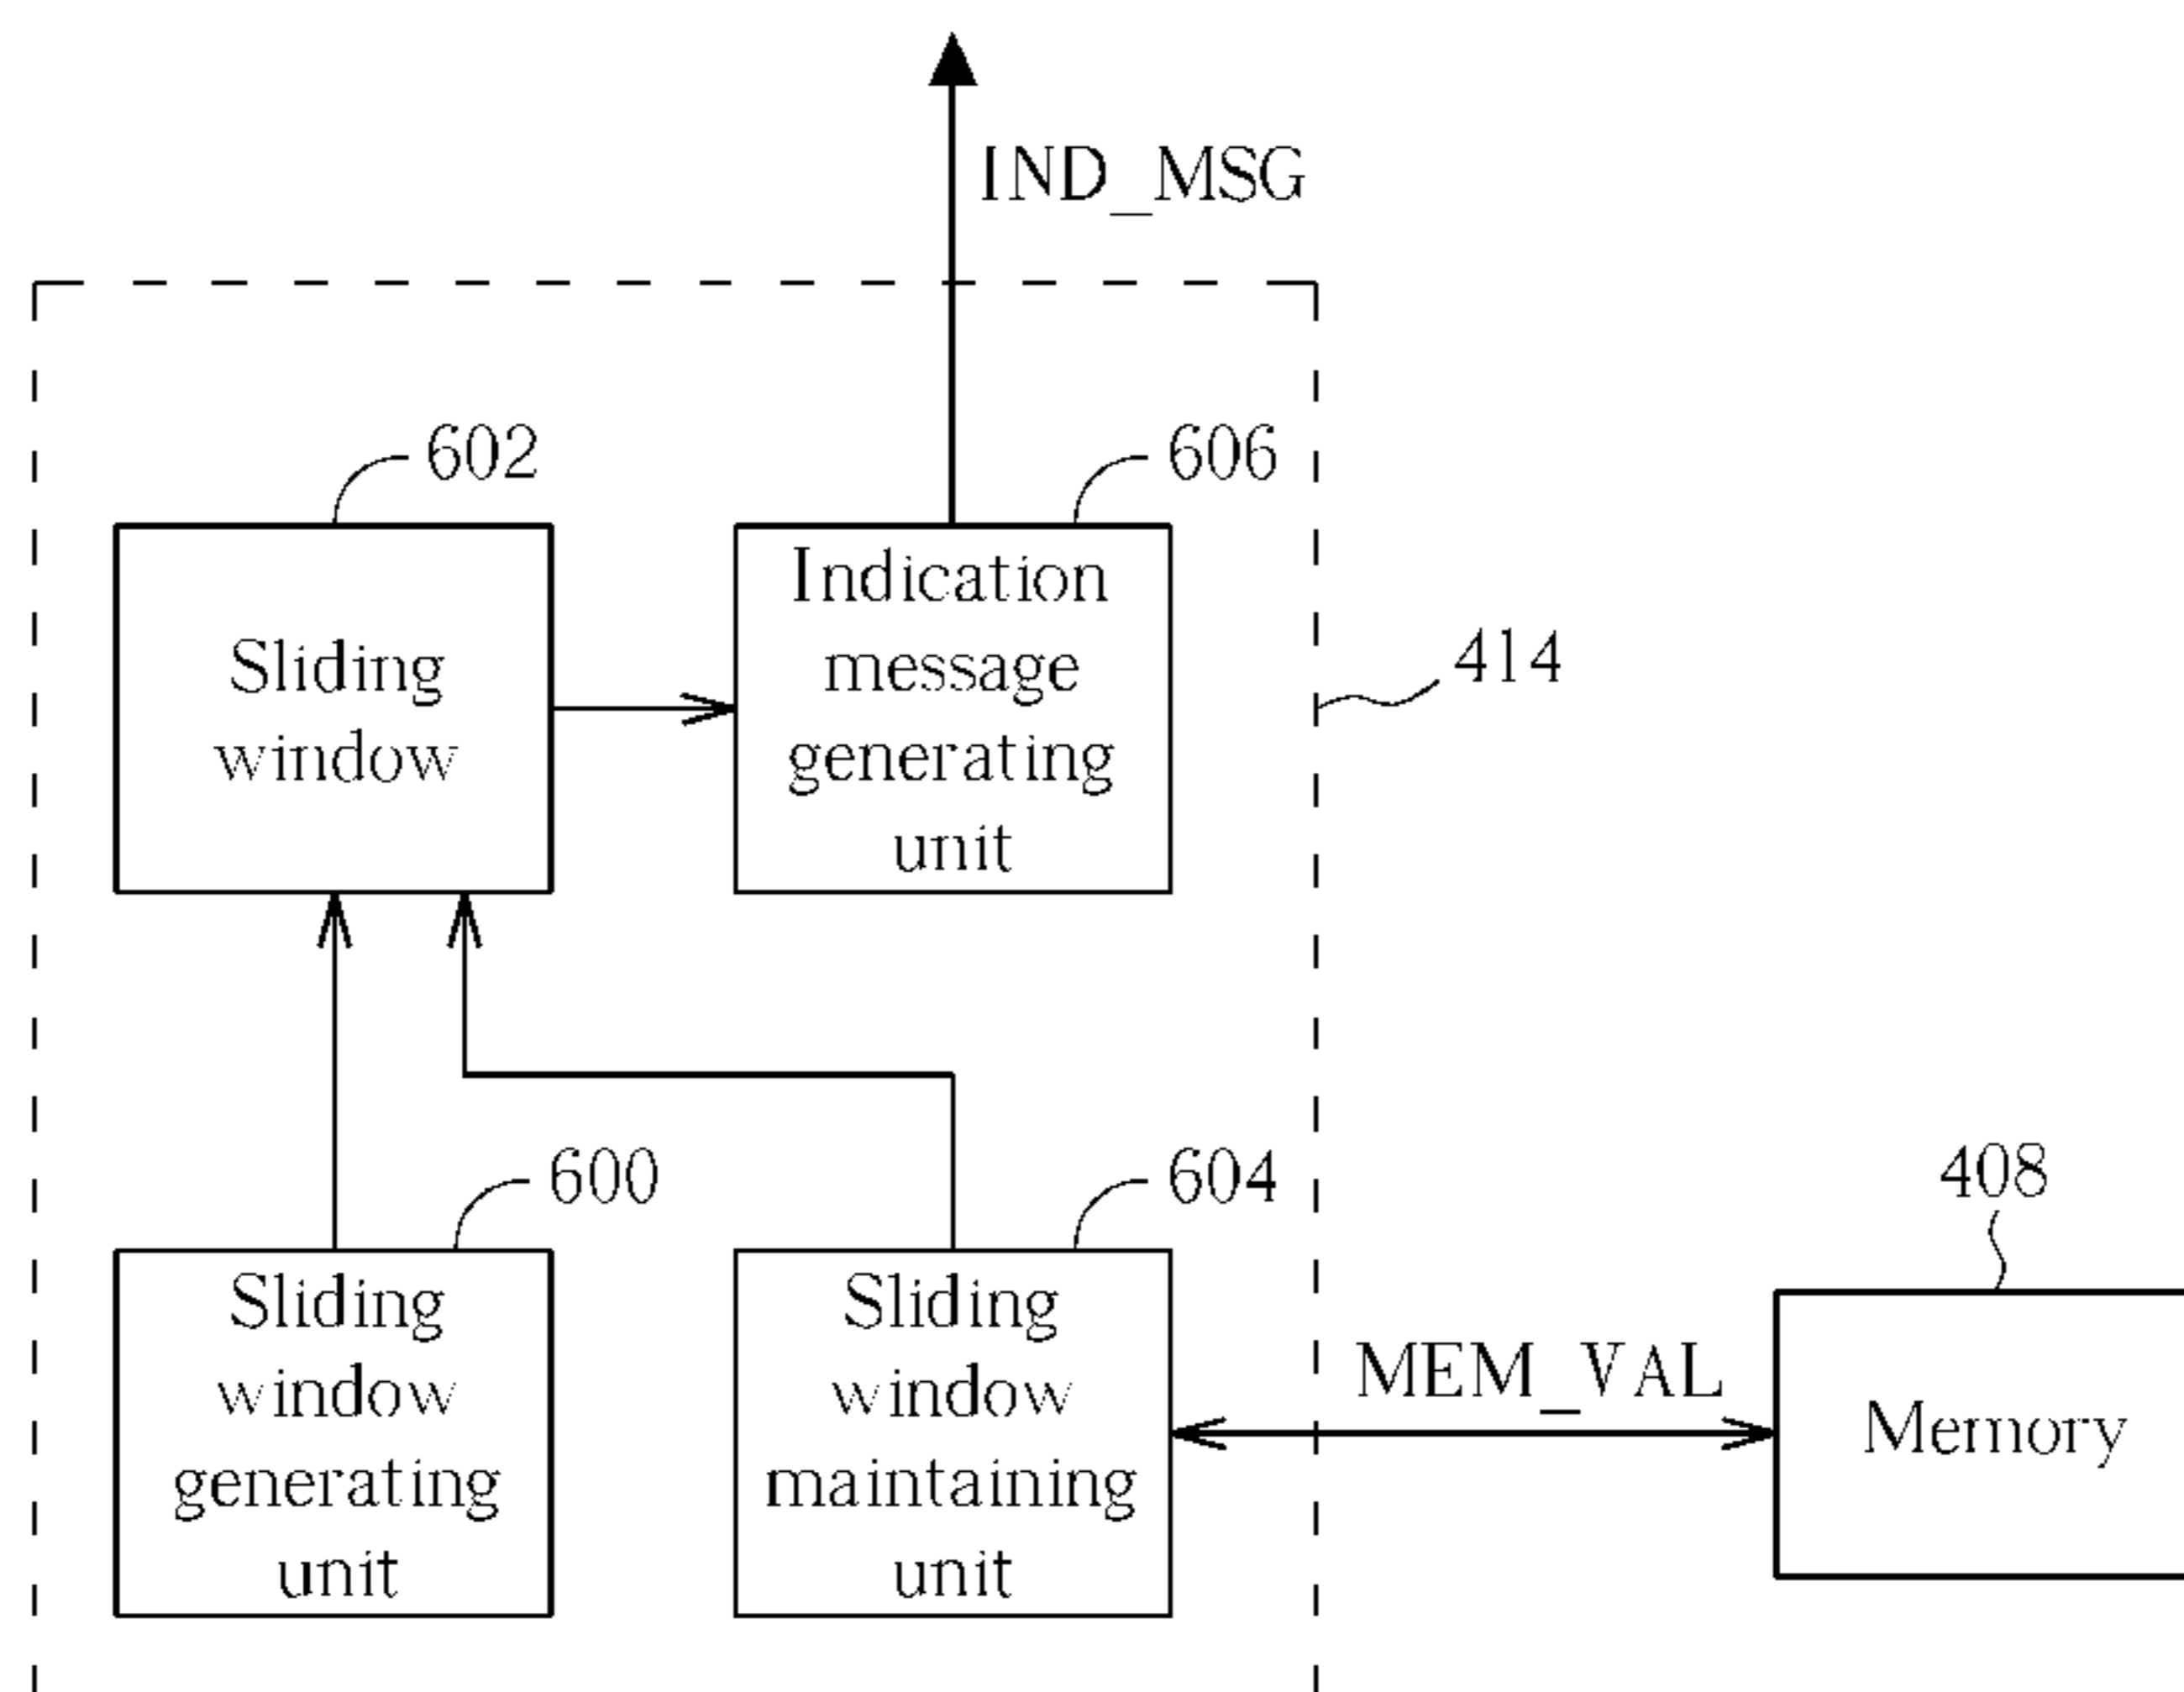 IND_MSG
602
606
Sliding
window
Indication
message
generating
unit
414
600
604
408
Sliding
window
generating
unit
Sliding
window
maintaining
unit
MEM_VAL
Memory